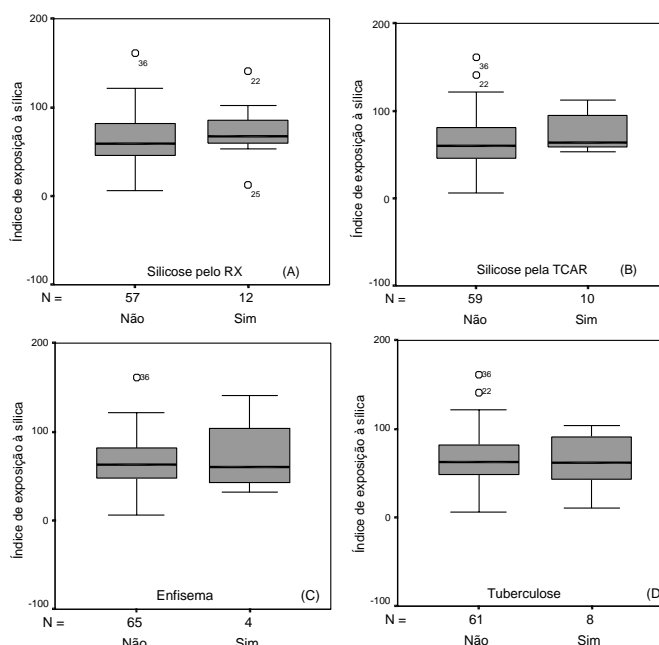 200
36
22
100
0
25
-100
Índice de exposição à sílica
Silicose pelo RX (A)
N = 57 12
Não Sim
200
36
22
100
0
-100
Índice de exposição à sílica
Silicose pela TCAR (B)
N = 59 10
Não Sim
200
36
100
0
-100
Índice de exposição à sílica
Enfisema (C)
N = 65 4
Não Sim
200
36
22
100
0
-100
Índice de exposição à sílica
Tuberculose (D)
N = 61 8
Não Sim